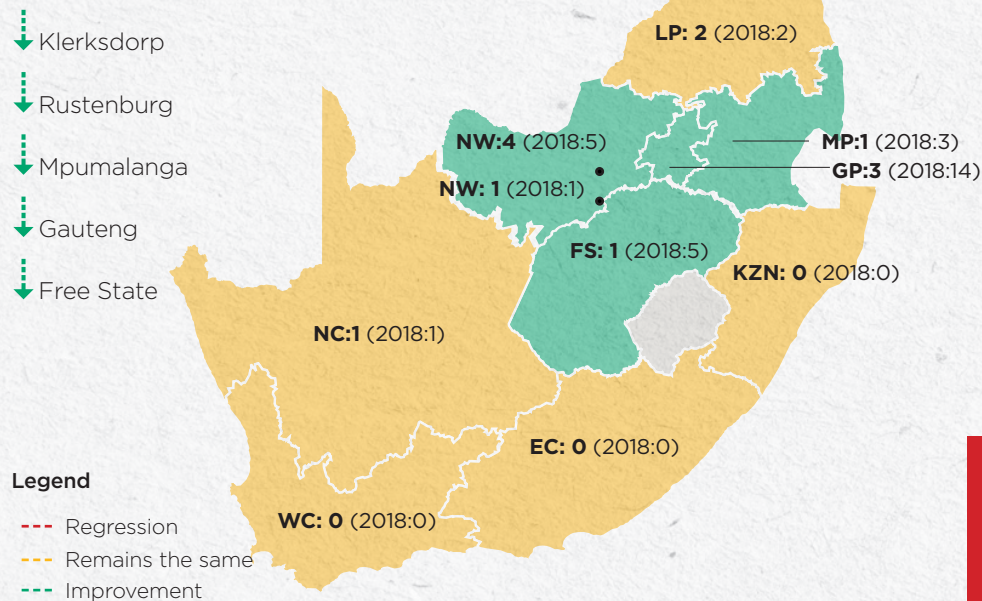 Klerksdorp
Rustenburg
Mpumalanga
Gauteng
Free State
LP: 2 (2018:2)
NW:4 (2018:5)
MP:1 (2018:3)
GP:3 (2018:14)
NW: 1 (2018:1)
FS: 1 (2018:5)
KZN: 0 (2018:0)
NC:1 (2018:1)
EC: 0 (2018:0)
WC: 0 (2018:0)
Legend
Regression
Remains the same
Improvement